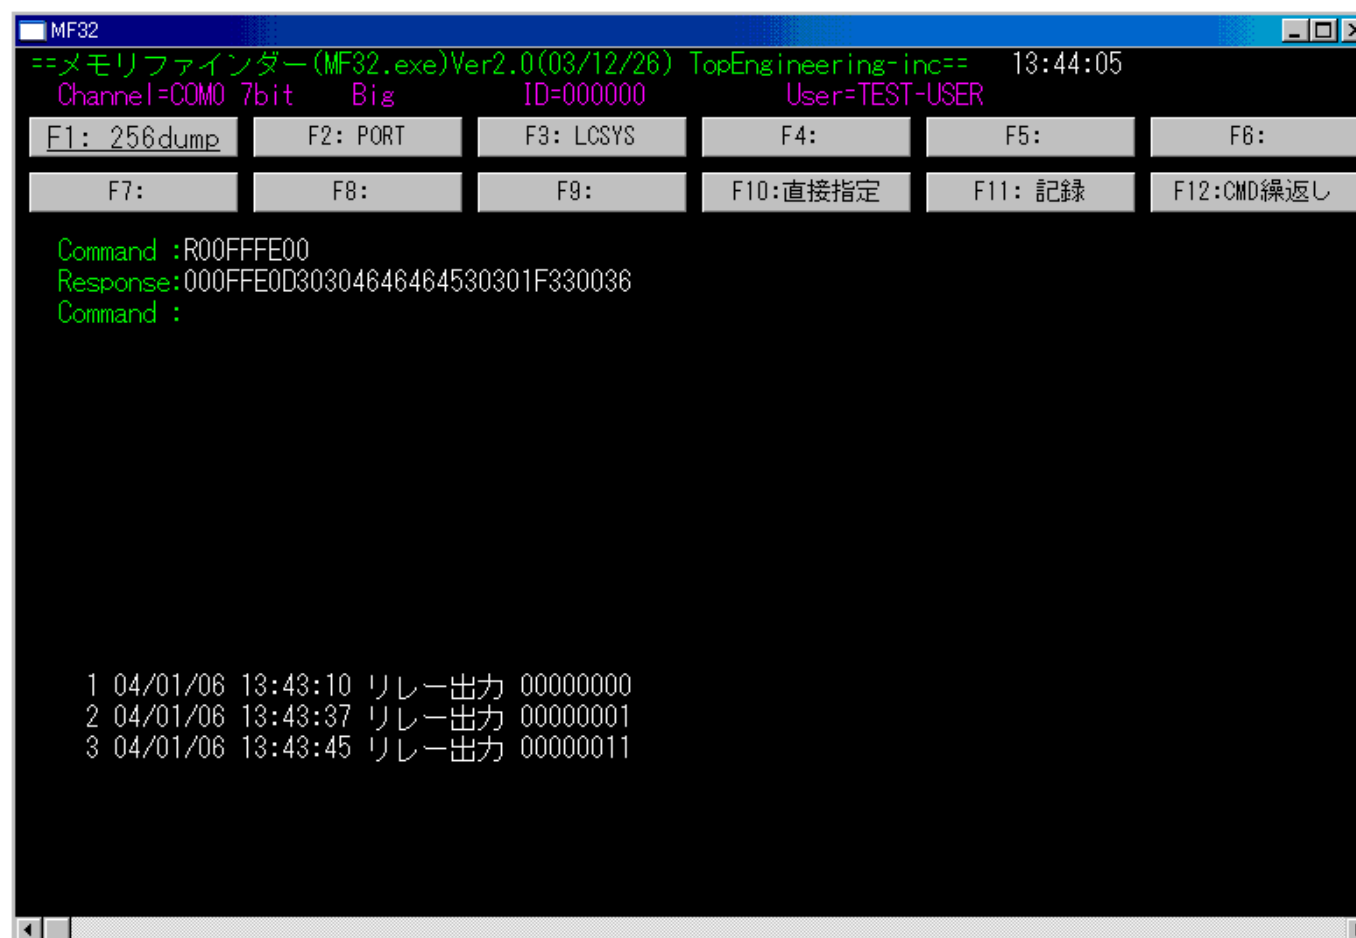 MF32
==メモリファインダー(MF32.exe)Ver2.0(03/12/26) TopEngineering-inc== 13:44:05
Channel=COM0 7bit Big ID=000000 User=TEST-USER
F1: 256dump F2: PORT F3: LCSYS F4: F5: F6:
F7: F8: F9: F10:直接指定 F11: 記録 F12:CMD繰返し
Command :R00FFFE00
Response:000FFE0D30304646464530301F330036
Command :
1 04/01/06 13:43:10 リレー出力 00000000
2 04/01/06 13:43:37 リレー出力 00000001
3 04/01/06 13:43:45 リレー出力 00000011